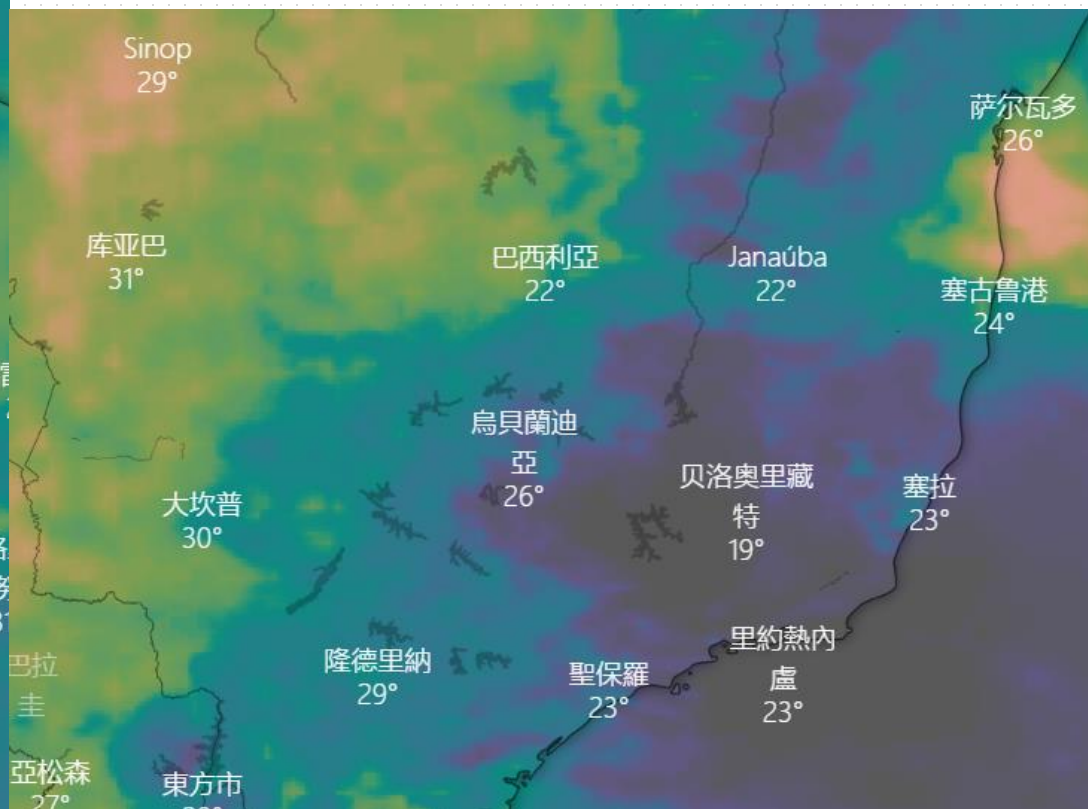 Sinop
29°
萨尔瓦多
26°
库亚巴
31°
巴西利亞
22°
Janaúba
22°
塞古鲁港
24°
烏貝蘭迪
亞
26°
大坎普
30°
贝洛奥里藏
特
19°
塞拉
23°
巴拉
圭
隆德里納
29°
聖保羅
23°
里約熱內
盧
23°
亞松森
27°
東方市